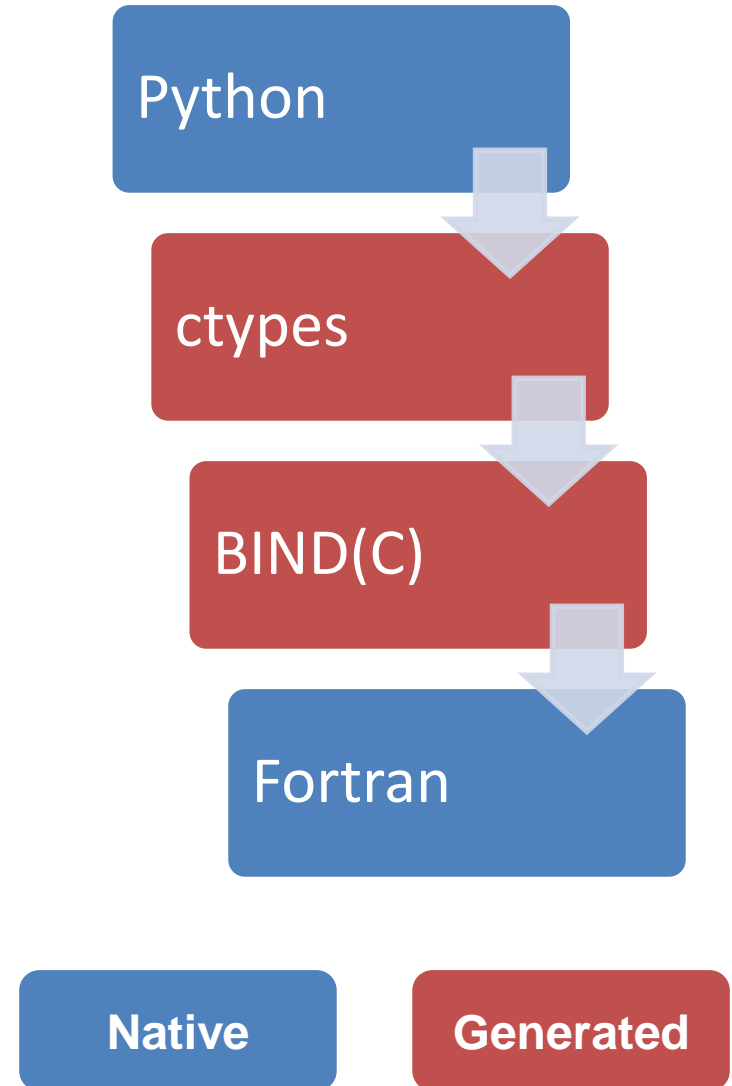 Python
ctypes
BIND(C)
Fortran
Native
Generated